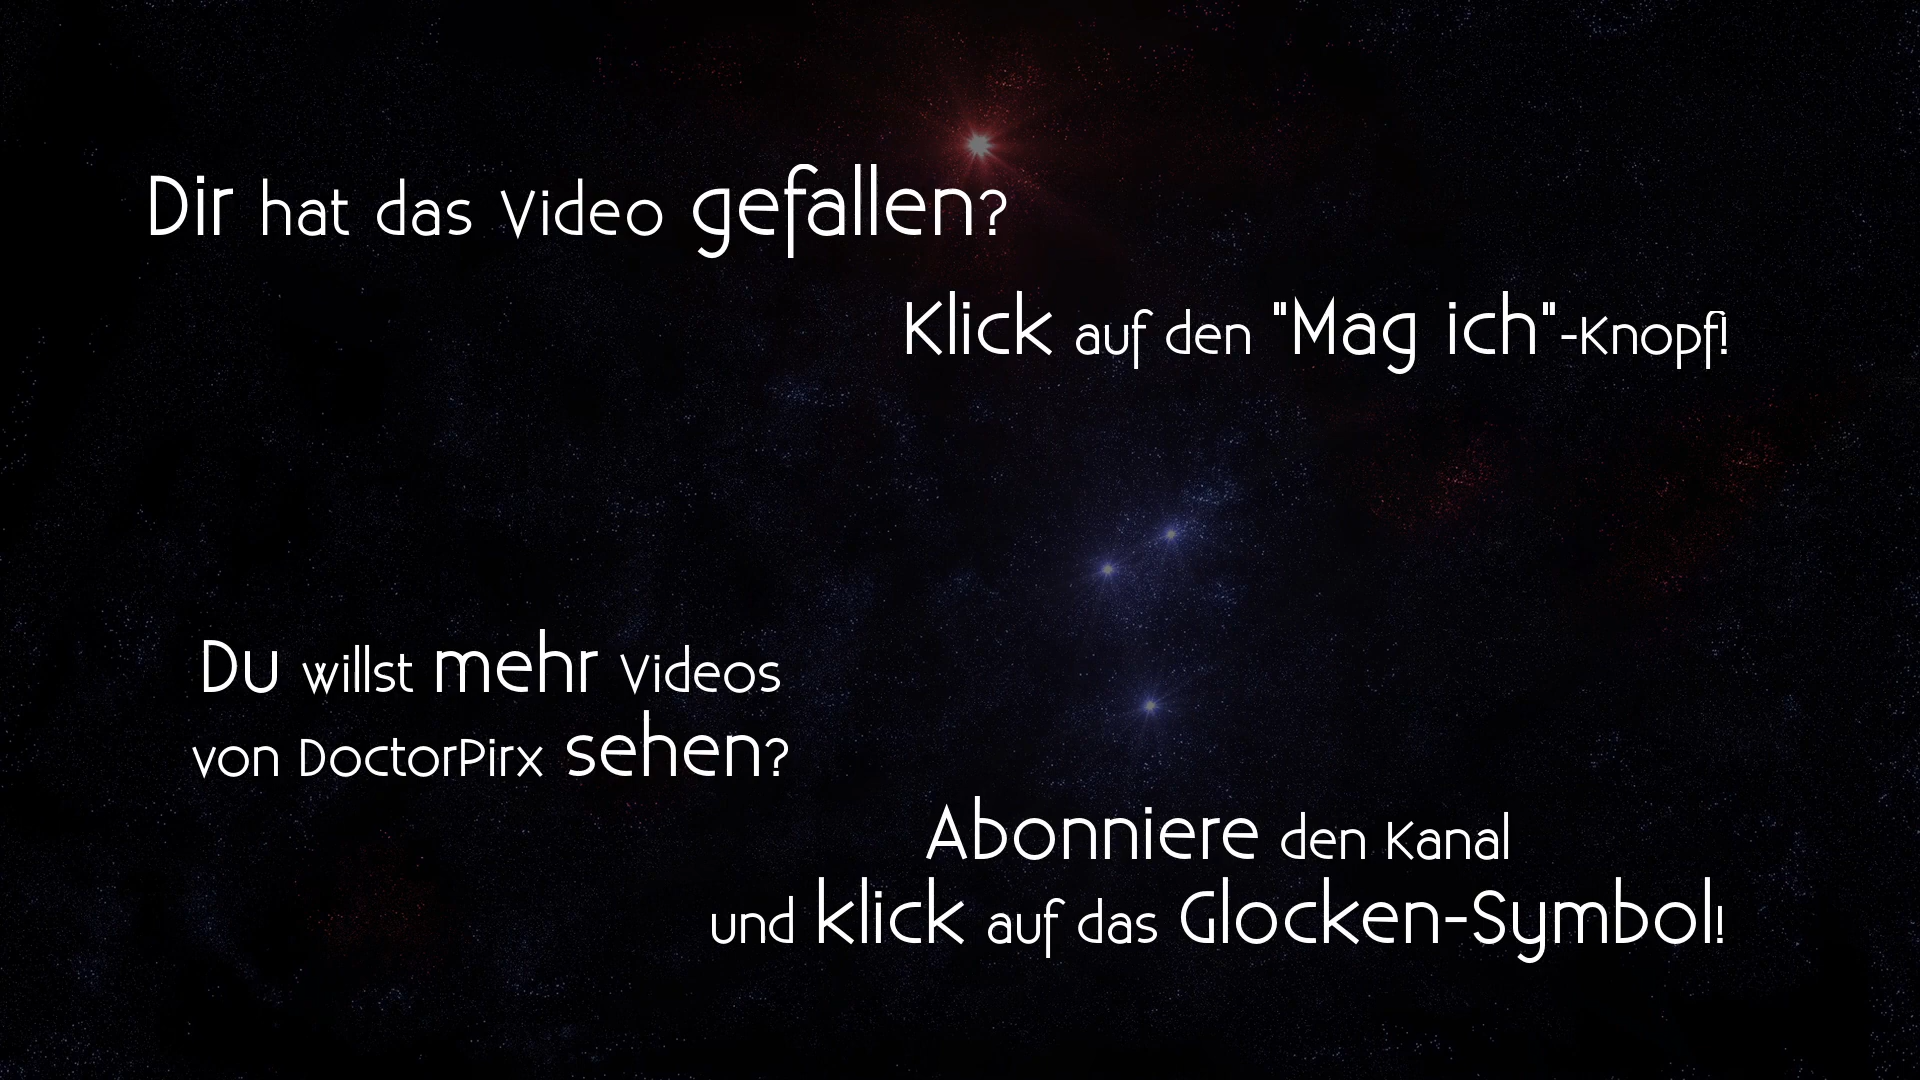 Dir hat das Video gefallen?
Klick auf den "Mag ich"-Knopf!
Du willst mehr Videos
von DoctorPirx sehen?
Abonniere den Kanal
und klick auf das Glocken-Symbol!